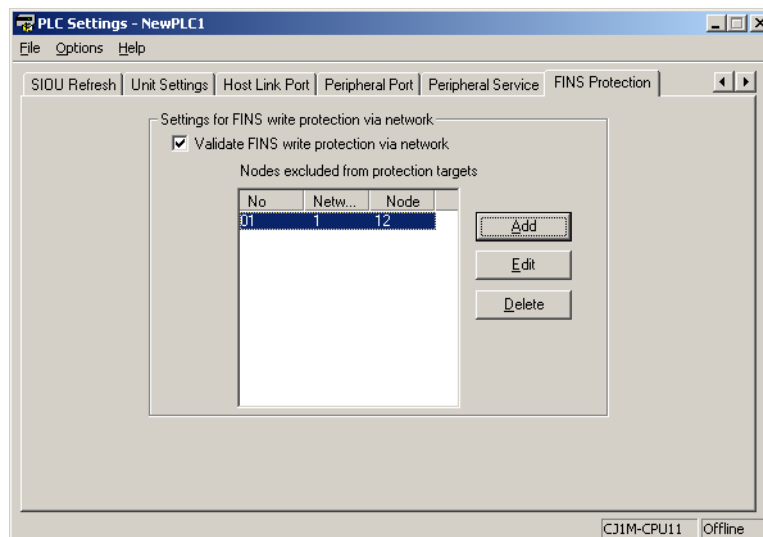 PLC Settings - NewPLC1
File Options Help
SIOU Refresh Unit Settings Host Link Port Peripheral Port Peripheral Service FINS Protection
Settings for FINS write protection via network
Validate FINS write protection via network
Nodes excluded from protection targets
No Netw... Node
01 1 12
Add
Edit
Delete
CJ1M-CPU11 Offline